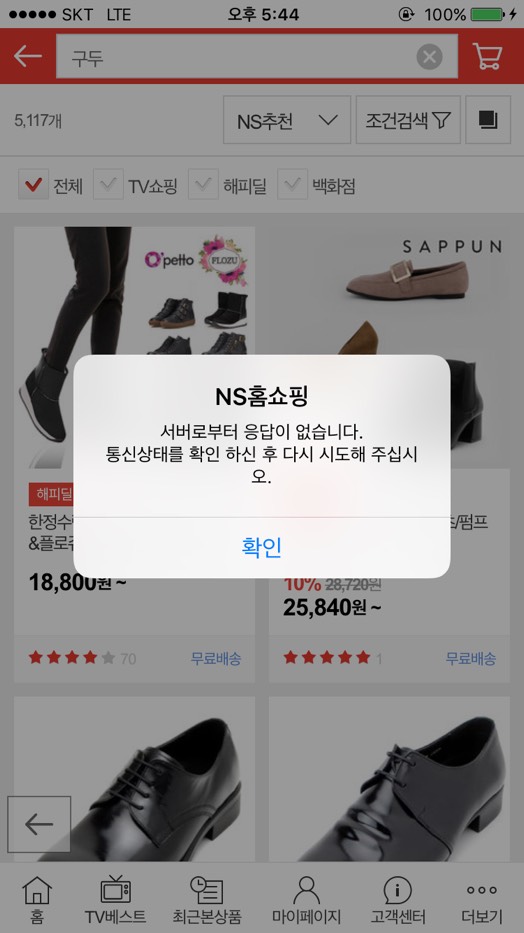 SKT LTE 오후 5:44 100%
구두
5,117개 NS추천 조건검색
전체 TV쇼핑 해피딜 백화점
petto FLOZU
SAPPUN
NS홈쇼핑
서버로부터 응답이 없습니다.
통신상태를 확인 하신 후 다시 시도해 주십시
오.
확인
해피딜
한정수
&플로쥬
18,800원~
/펌프
10% 28,720원
25,840원~
70 무료배송
1 무료배송
홈 TV베스트 최근본상품 마이페이지 고객센터 더보기